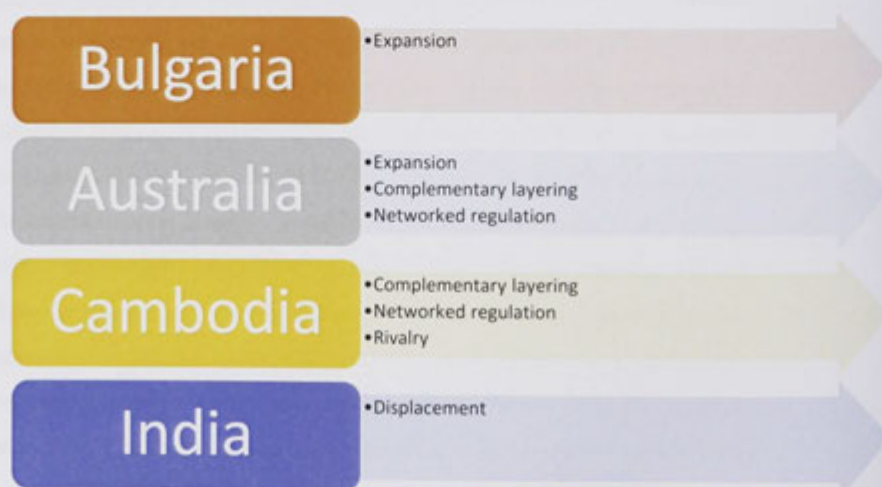 Bulgaria
•Expansion
Australia
•Expansion
•Complementary layering
•Networked regulation
Cambodia
•Complementary layering
•Networked regulation
•Rivalry
India
•Displacement